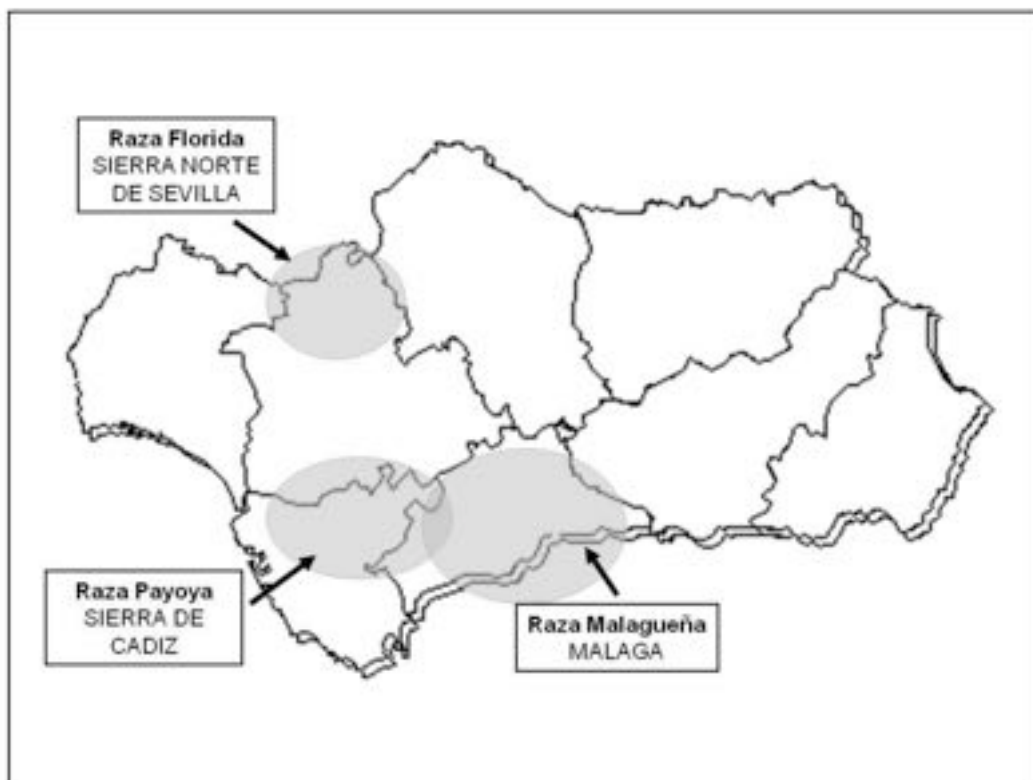 Raza Florida
SIERRA NORTE
DE SEVILLA
Raza Payoya
SIERRA DE
CADIZ
Raza Malagueña
MALAGA